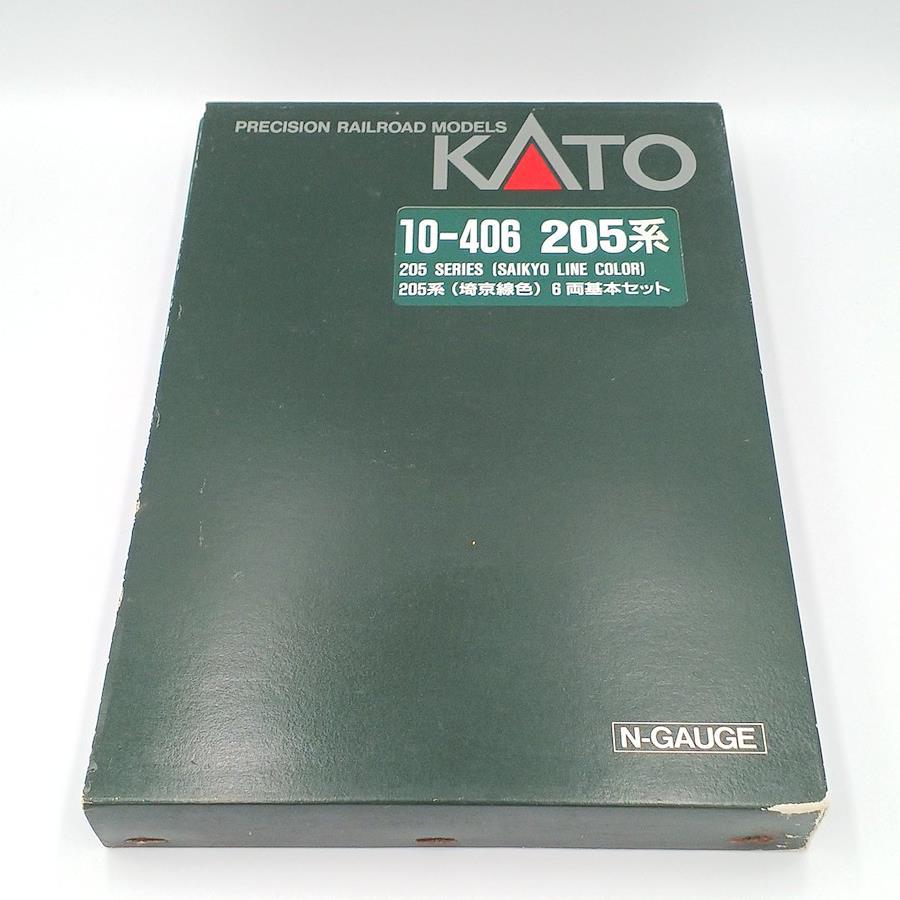 PRECISION RAILROAD MODELS
KATO
10-406 205系
205 SERIES (SAIKYO LINE COLOR)
205系(埼京線色)6両基本セット
N-GAUGE